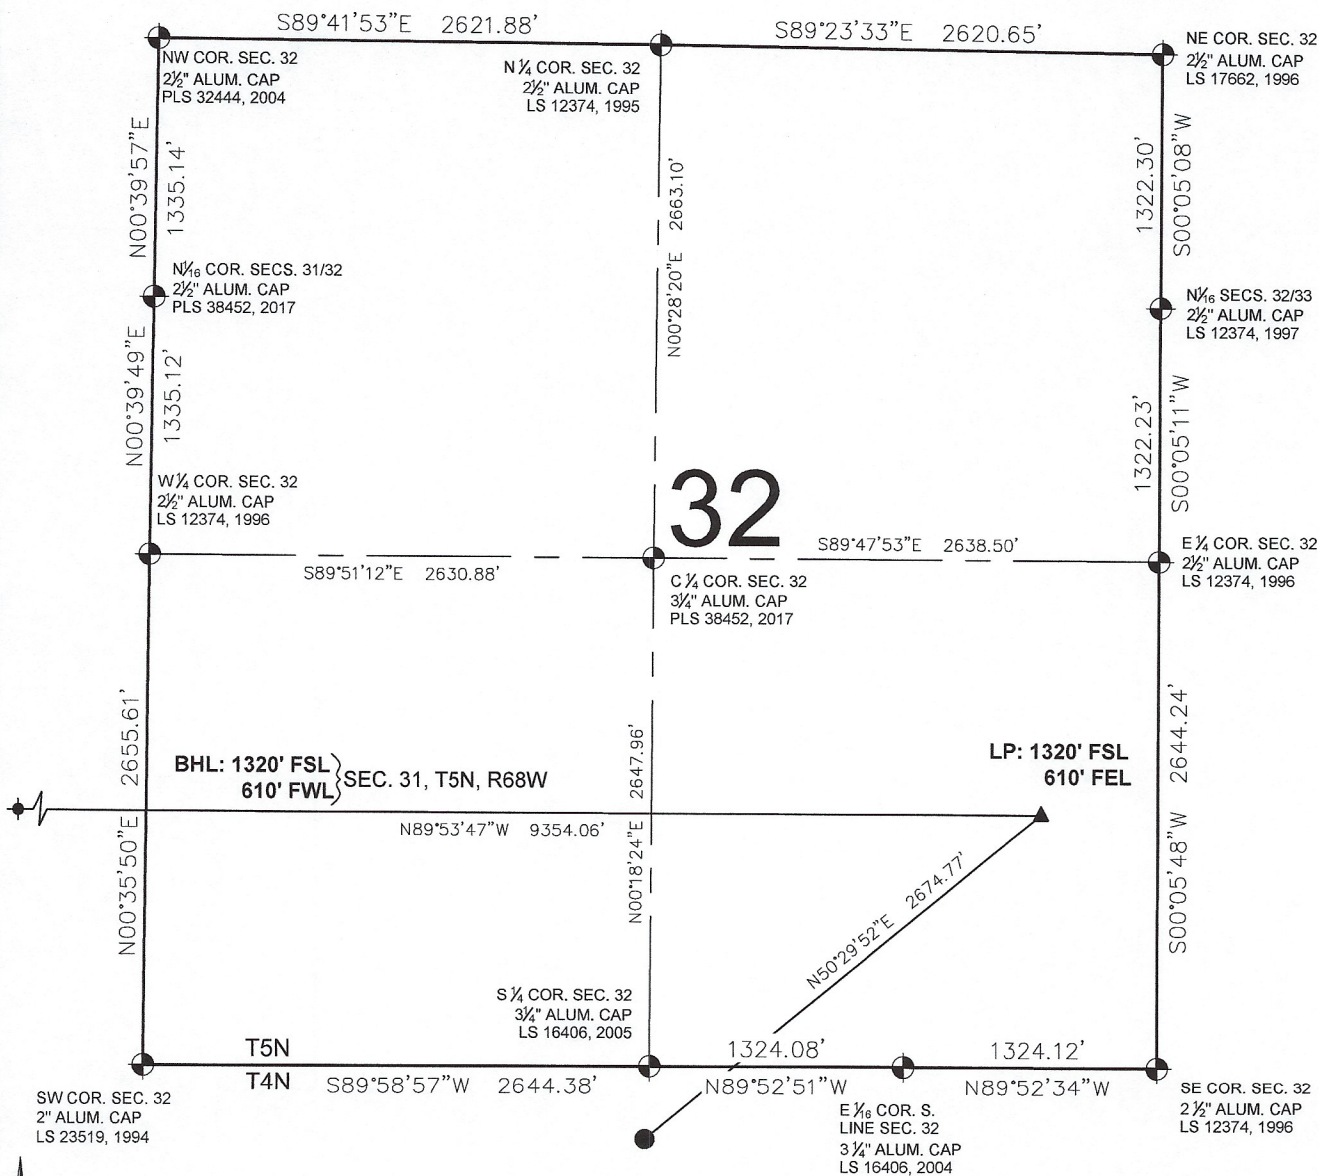 S89°41'53"E 2621.88'
S89°23'33"E 2620.65'
NW COR. SEC. 32
2½" ALUM. CAP
PLS 32444, 2004
N ¼ COR. SEC. 32
2½" ALUM. CAP
LS 12374, 1995
NE COR. SEC. 32
2½" ALUM. CAP
LS 17662, 1996
N00°39'57"E
1335.14'
N00°28'20"E 2663.10'
1322.30'
S00°05'08"W
N1⁄16 COR. SECS. 31/32
2½" ALUM. CAP
PLS 38452, 2017
N1⁄16 SECS. 32/33
2½" ALUM. CAP
LS 12374, 1997
N00°39'49"E
1335.12'
1322.23'
S00°05'11"W
W¼ COR. SEC. 32
2½" ALUM. CAP
LS 12374, 1996
32
S89°51'12"E 2630.88'
S89°47'53"E 2638.50'
E ¼ COR. SEC. 32
2½" ALUM. CAP
LS 12374, 1996
C ¼ COR. SEC. 32
3¼" ALUM. CAP
PLS 38452, 2017
N00°35'50"E 2655.61'
BHL: 1320' FSL
610' FWL
SEC. 31, T5N, R68W
N00°18'24"E 2647.96'
LP: 1320' FSL
610' FEL
S00°05'48"W 2644.24'
N89°53'47"W 9354.06'
N50°29'52"E 2674.77'
S ¼ COR. SEC. 32
3¼" ALUM. CAP
LS 16406, 2005
T5N
T4N
S89°58'57"W 2644.38'
1324.08'
N89°52'51"W
1324.12'
N89°52'34"W
SW COR. SEC. 32
2" ALUM. CAP
LS 23519, 1994
E 1⁄16 COR. S.
LINE SEC. 32
3 ¼" ALUM. CAP
LS 16406, 2004
SE COR. SEC. 32
2 ½" ALUM. CAP
LS 12374, 1996